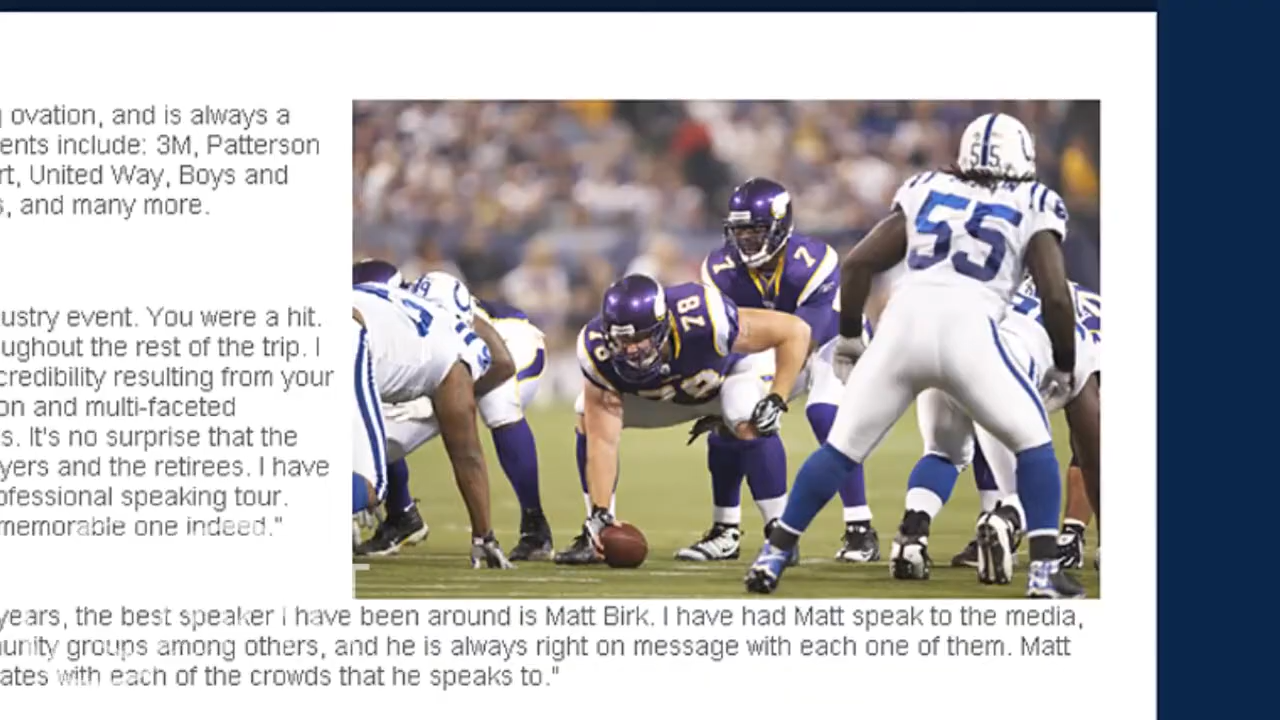 ovation, and is always a
ents include: 3M, Patterson
rt, United Way, Boys and
s, and many more.
ustry event. You were a hit.
ughout the rest of the trip. I
credibility resulting from your
on and multi-faceted
s. It's no surprise that the
yers and the retirees. I have
ofessional speaking tour.
memorable one indeed."
years, the best speaker I have been around is Matt Birk. I have had Matt speak to the media,
unity groups among others, and he is always right on message with each one of them. Matt
ates with each of the crowds that he speaks to."
55
55
7 7
78 78
78